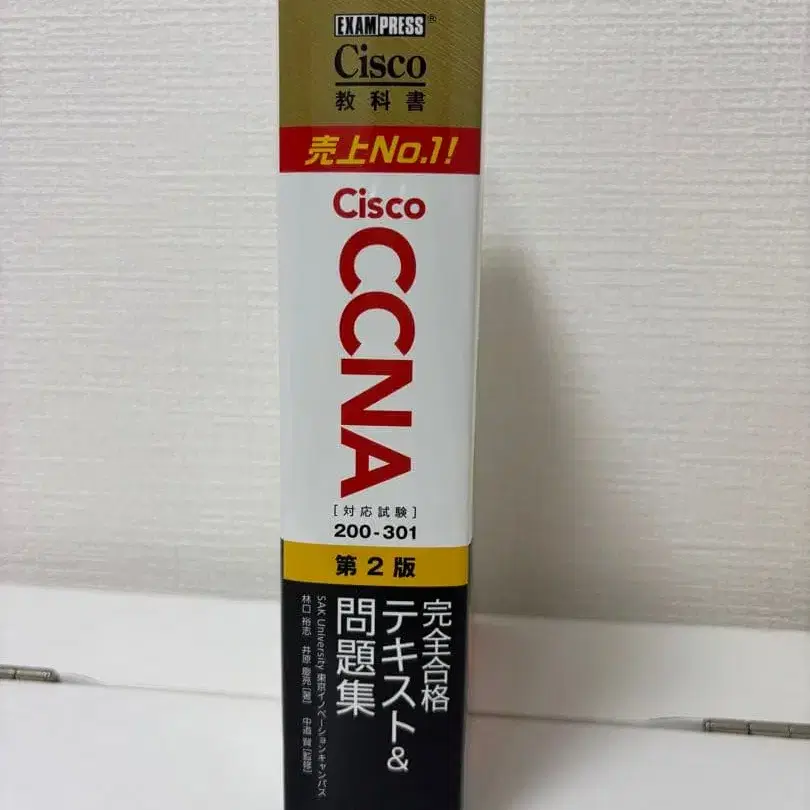 EXAMPRESS®
Cisco
教科書
売上No.1!
Cisco
CCNA
[対応試験]
200-301
第2版
完全合格
テキスト&
問題集
SAK University 東京イノベーションキャンパス
林口 裕志 井原 慶亮[著] 中道 賢[監修]